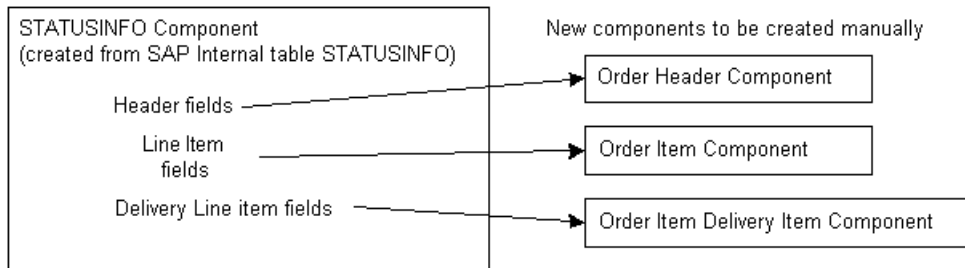 STATUSINFO Component
(created from SAP Internal table STATUSINFO)
Header fields
Line Item
fields
Delivery Line item fields
New components to be created manually
Order Header Component
Order Item Component
Order Item Delivery Item Component